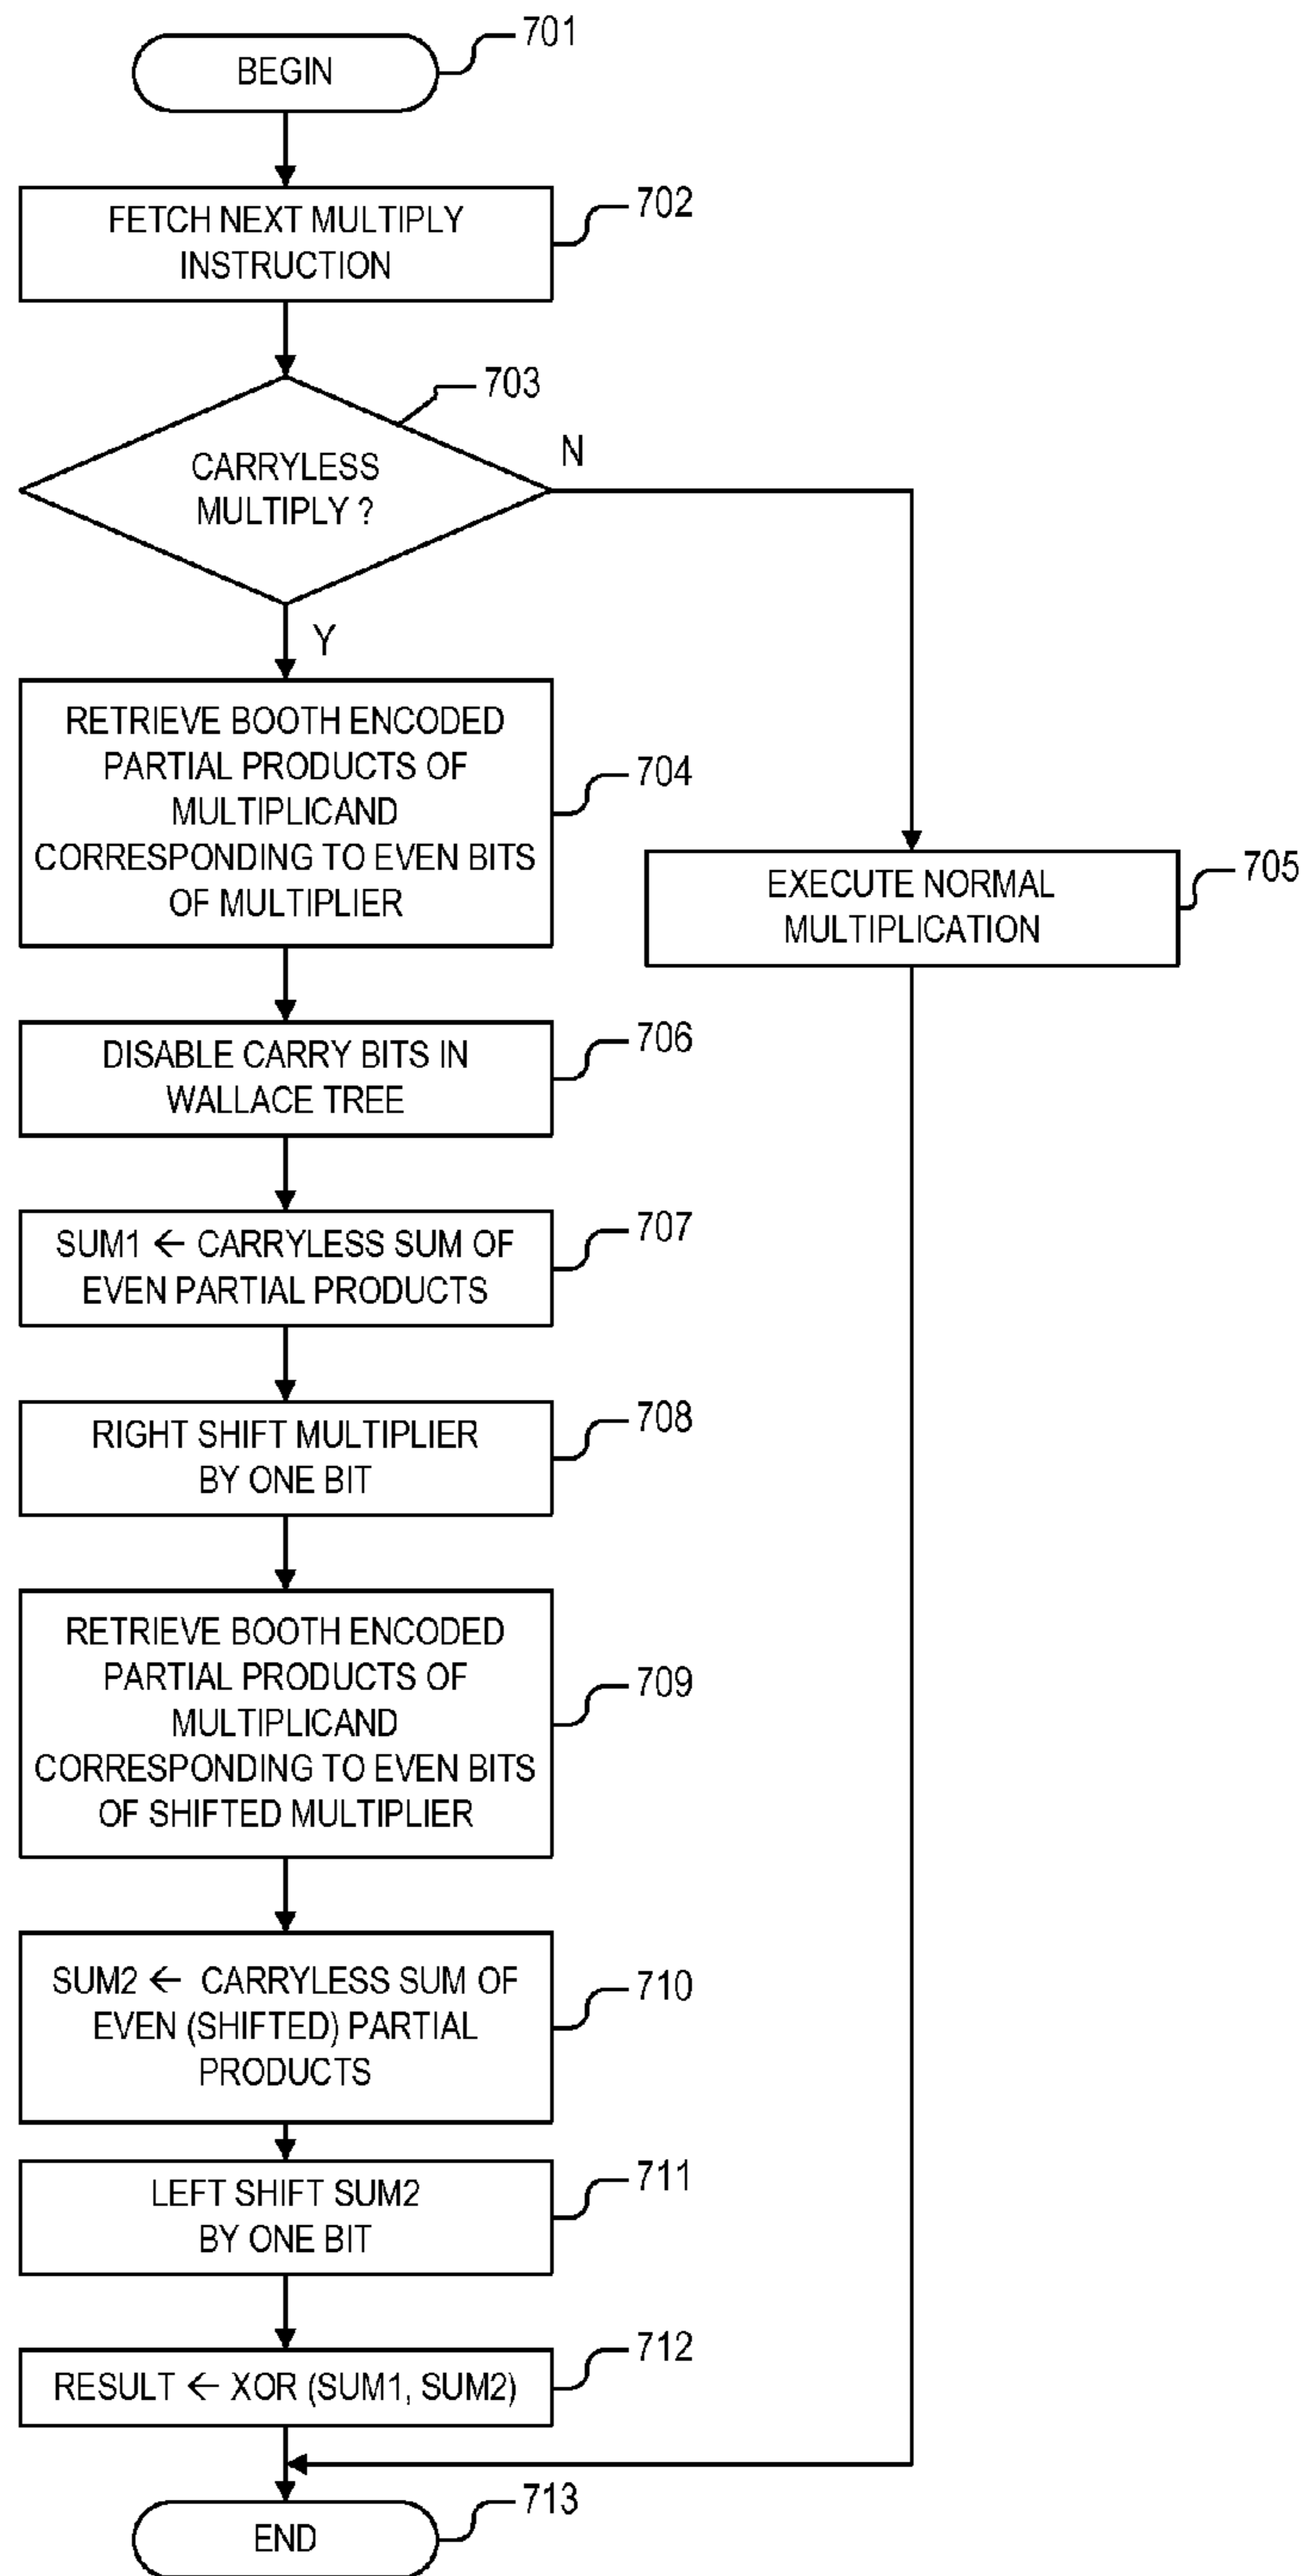 BEGIN
701
FETCH NEXT MULTIPLY
INSTRUCTION
702
CARRYLESS
MULTIPLY ?
703
N
Y
RETRIEVE BOOTH ENCODED
PARTIAL PRODUCTS OF
MULTIPLICAND
CORRESPONDING TO EVEN BITS
OF MULTIPLIER
704
EXECUTE NORMAL
MULTIPLICATION
705
DISABLE CARRY BITS IN
WALLACE TREE
706
SUM1 ← CARRYLESS SUM OF
EVEN PARTIAL PRODUCTS
707
RIGHT SHIFT MULTIPLIER
BY ONE BIT
708
RETRIEVE BOOTH ENCODED
PARTIAL PRODUCTS OF
MULTIPLICAND
CORRESPONDING TO EVEN BITS
OF SHIFTED MULTIPLIER
709
SUM2 ← CARRYLESS SUM OF
EVEN (SHIFTED) PARTIAL
PRODUCTS
710
LEFT SHIFT SUM2
BY ONE BIT
711
RESULT ← XOR (SUM1, SUM2)
712
END
713